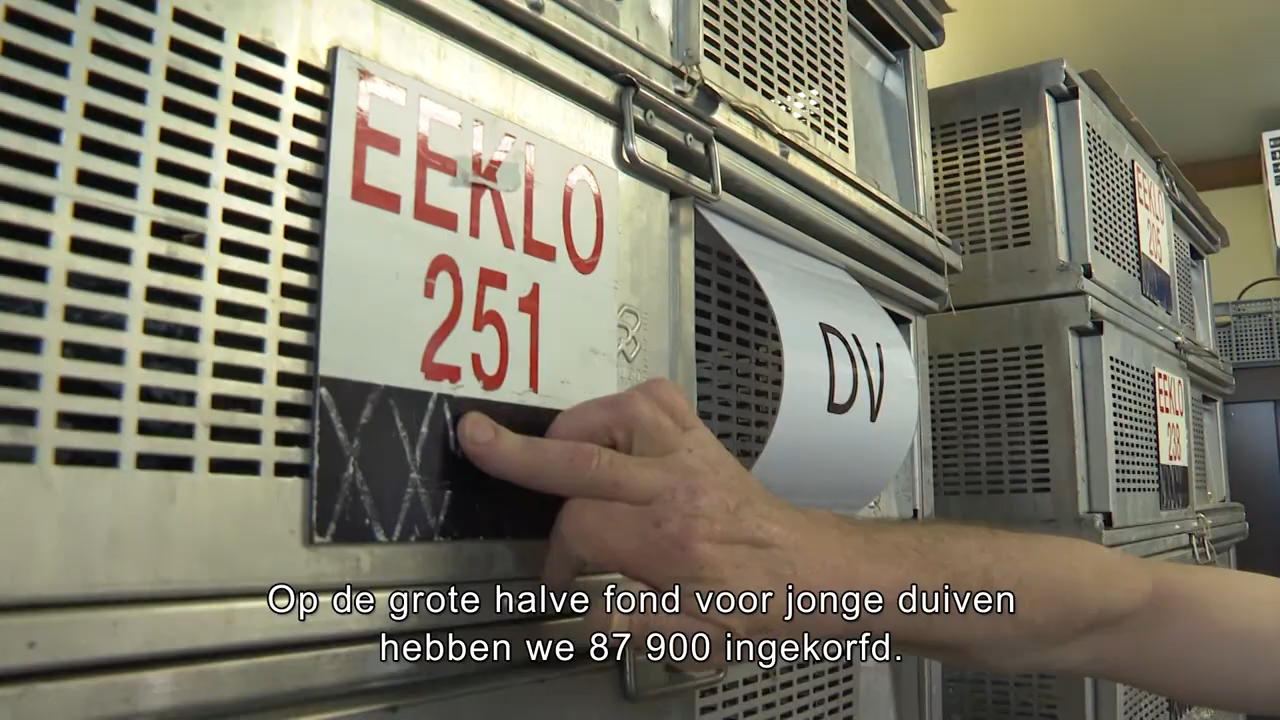 EEKLO
251
DV
EEKLO
205
EEKLO
238
Op de grote halve fond voor jonge duiven
hebben we 87 900 ingekorfd.